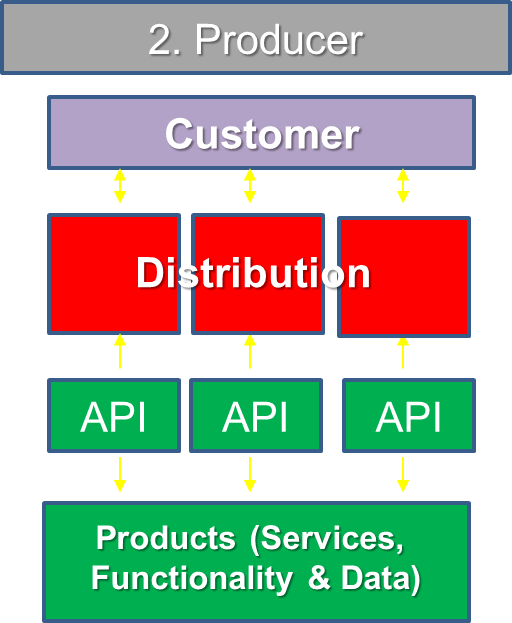 2. Producer
Customer
Distribution
API API API
Products (Services,
Functionality & Data)